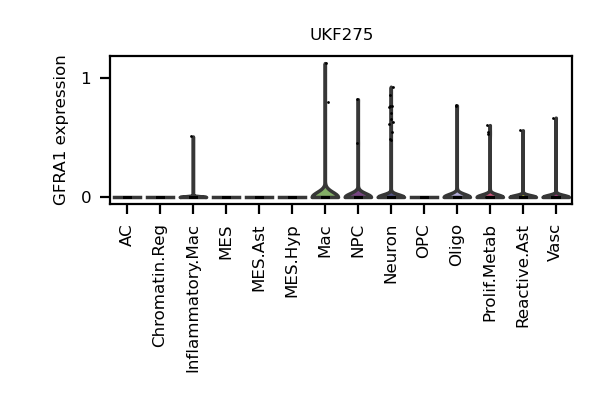 UKF275
GFRA1 expression
1
0
AC
Chromatin.Reg
Inflammatory.Mac
MES
MES.Ast
MES.Hyp
Mac
NPC
Neuron
OPC
Oligo
Prolif.Metab
Reactive.Ast
Vasc